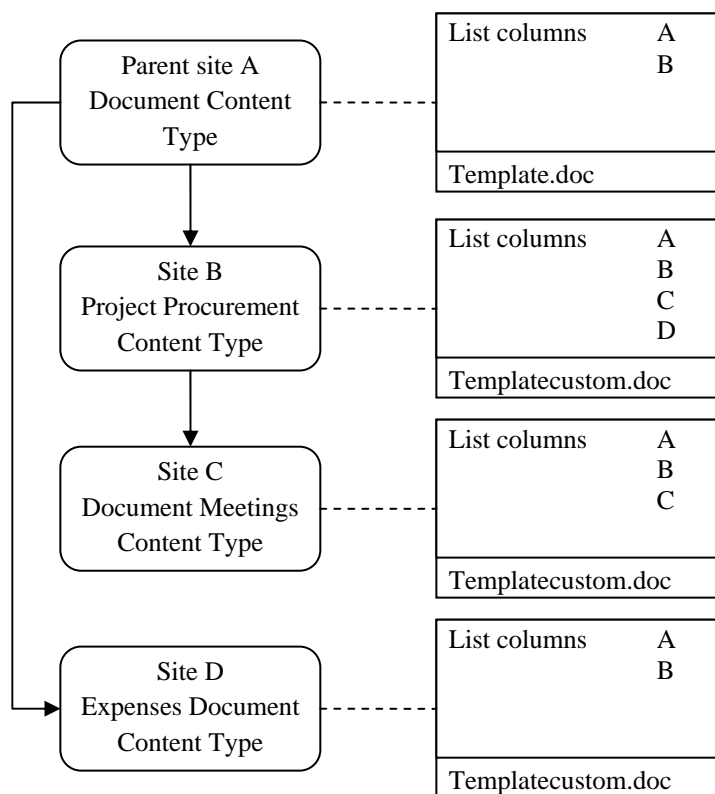 Parent site A
Document Content
Type
List columns A
B
Template.doc
Site B
Project Procurement
Content Type
List columns A
B
C
D
Templatecustom.doc
Site C
Document Meetings
Content Type
List columns A
B
C
Templatecustom.doc
Site D
Expenses Document
Content Type
List columns A
B
Templatecustom.doc